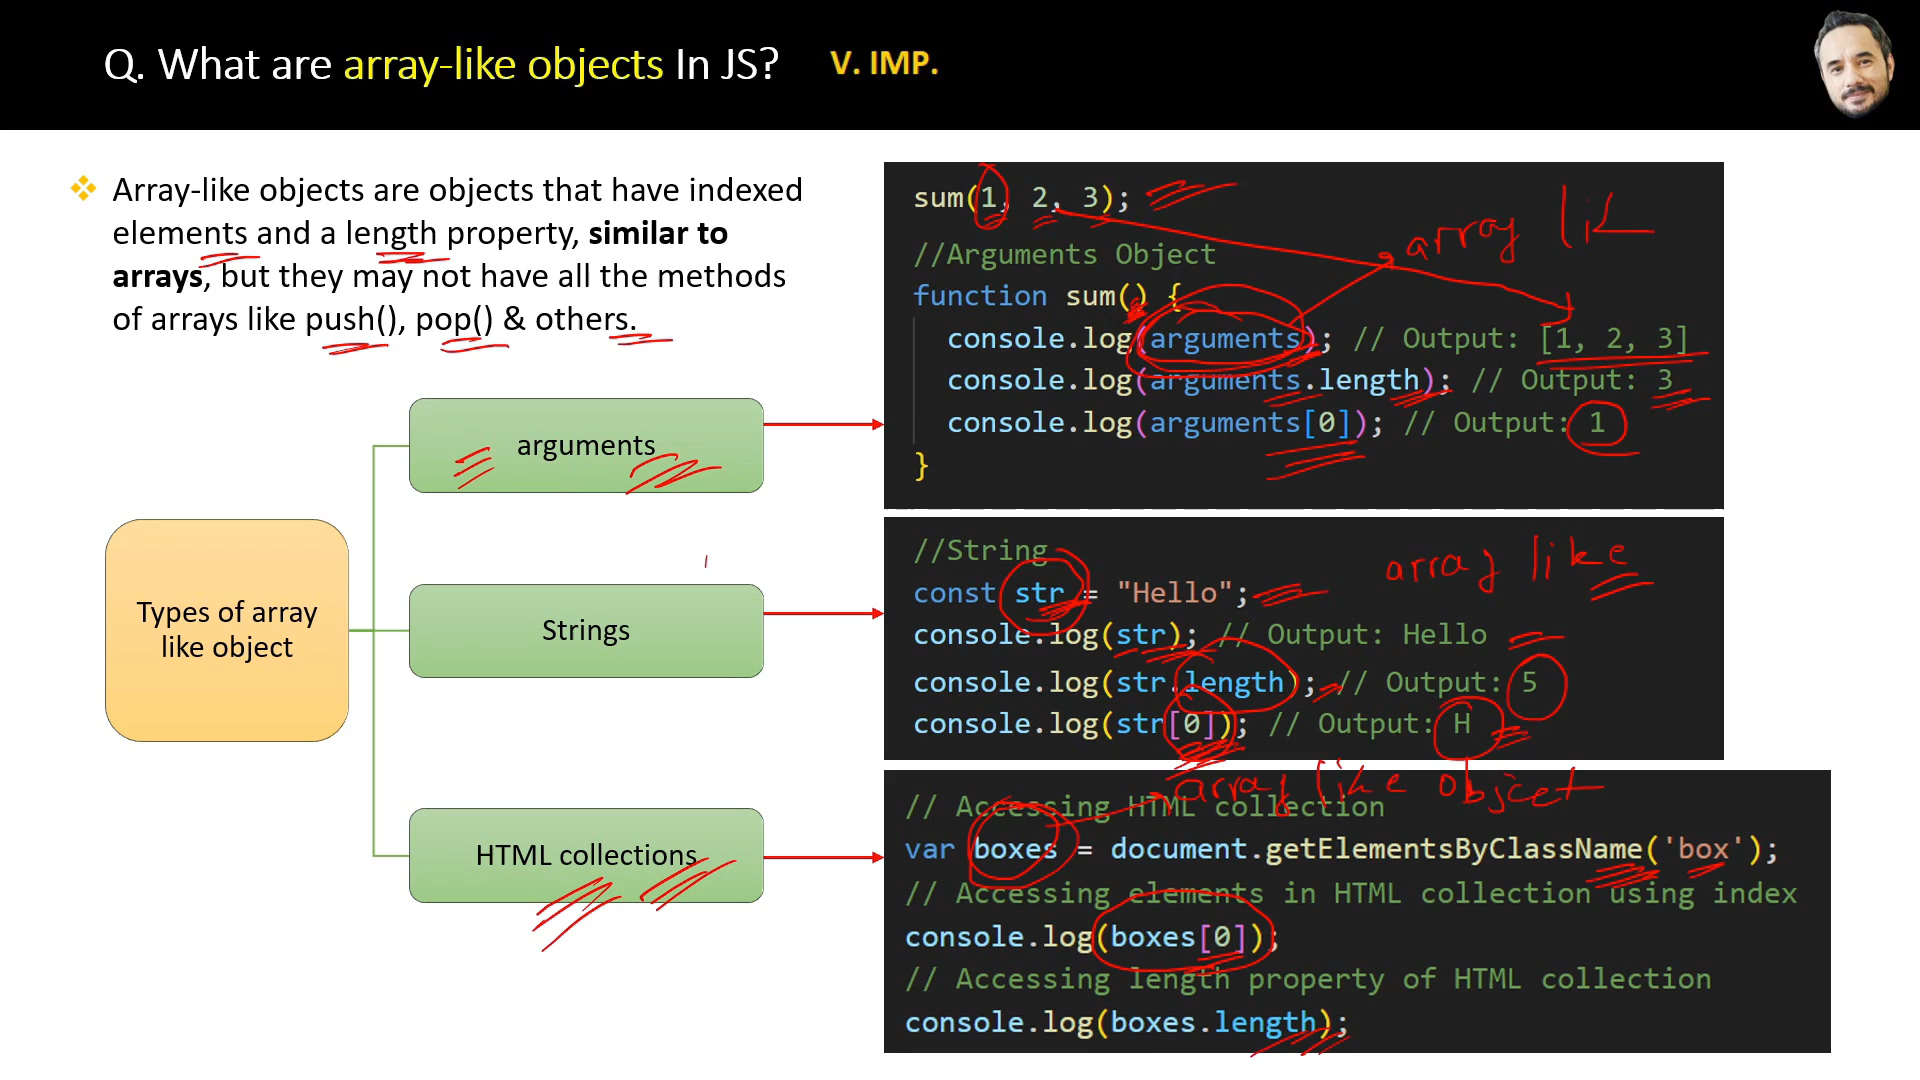 Q. What are array-like objects In JS? V. IMP.
Array-like objects are objects that have indexed
elements and a length property, similar to
arrays, but they may not have all the methods
of arrays like push(), pop() & others.
Types of array
like object
arguments
Strings
HTML collections
sum(1, 2, 3);
array lik
//Arguments Object
function sum() {
console.log(arguments); // Output: [1, 2, 3]
console.log(arguments.length); // Output: 3
console.log(arguments[0]); // Output: 1
}
//String
array like
const str = "Hello";
console.log(str); // Output: Hello
console.log(str.length); // Output: 5
console.log(str[0]); // Output: H
array like object
// Accessing HTML collection
var boxes = document.getElementsByClassName('box');
// Accessing elements in HTML collection using index
console.log(boxes[0]);
// Accessing length property of HTML collection
console.log(boxes.length);